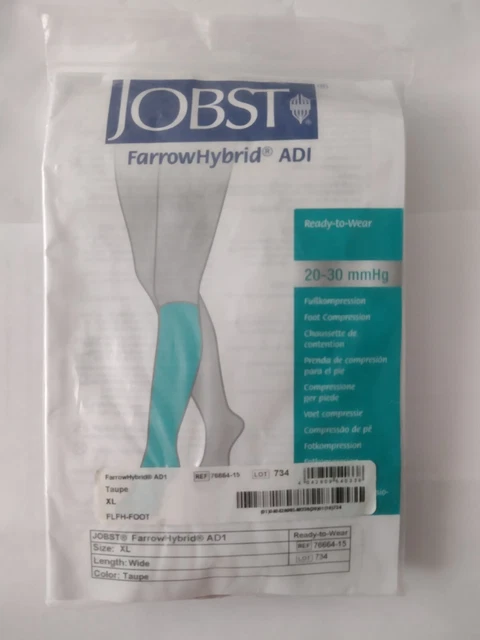 JOBST
FarrowHybrid® ADI
Ready-to-Wear
20-30 mmHg
Fußkompression
Foot Compression
Chaussette de
contention
Prenda de compresión
para el pie
Compressione
per piede
Voet compressie
Compressão de pé
Fotkompression
FarrowHybrid® AD1
REF 76664-15
LOT 734
Taupe
XL
FLFH-FOOT
JOBST® FarrowHybrid® AD1
Ready-to-Wear
Size: XL
REF 76664-15
Length: Wide
LOT 734
Color: Taupe